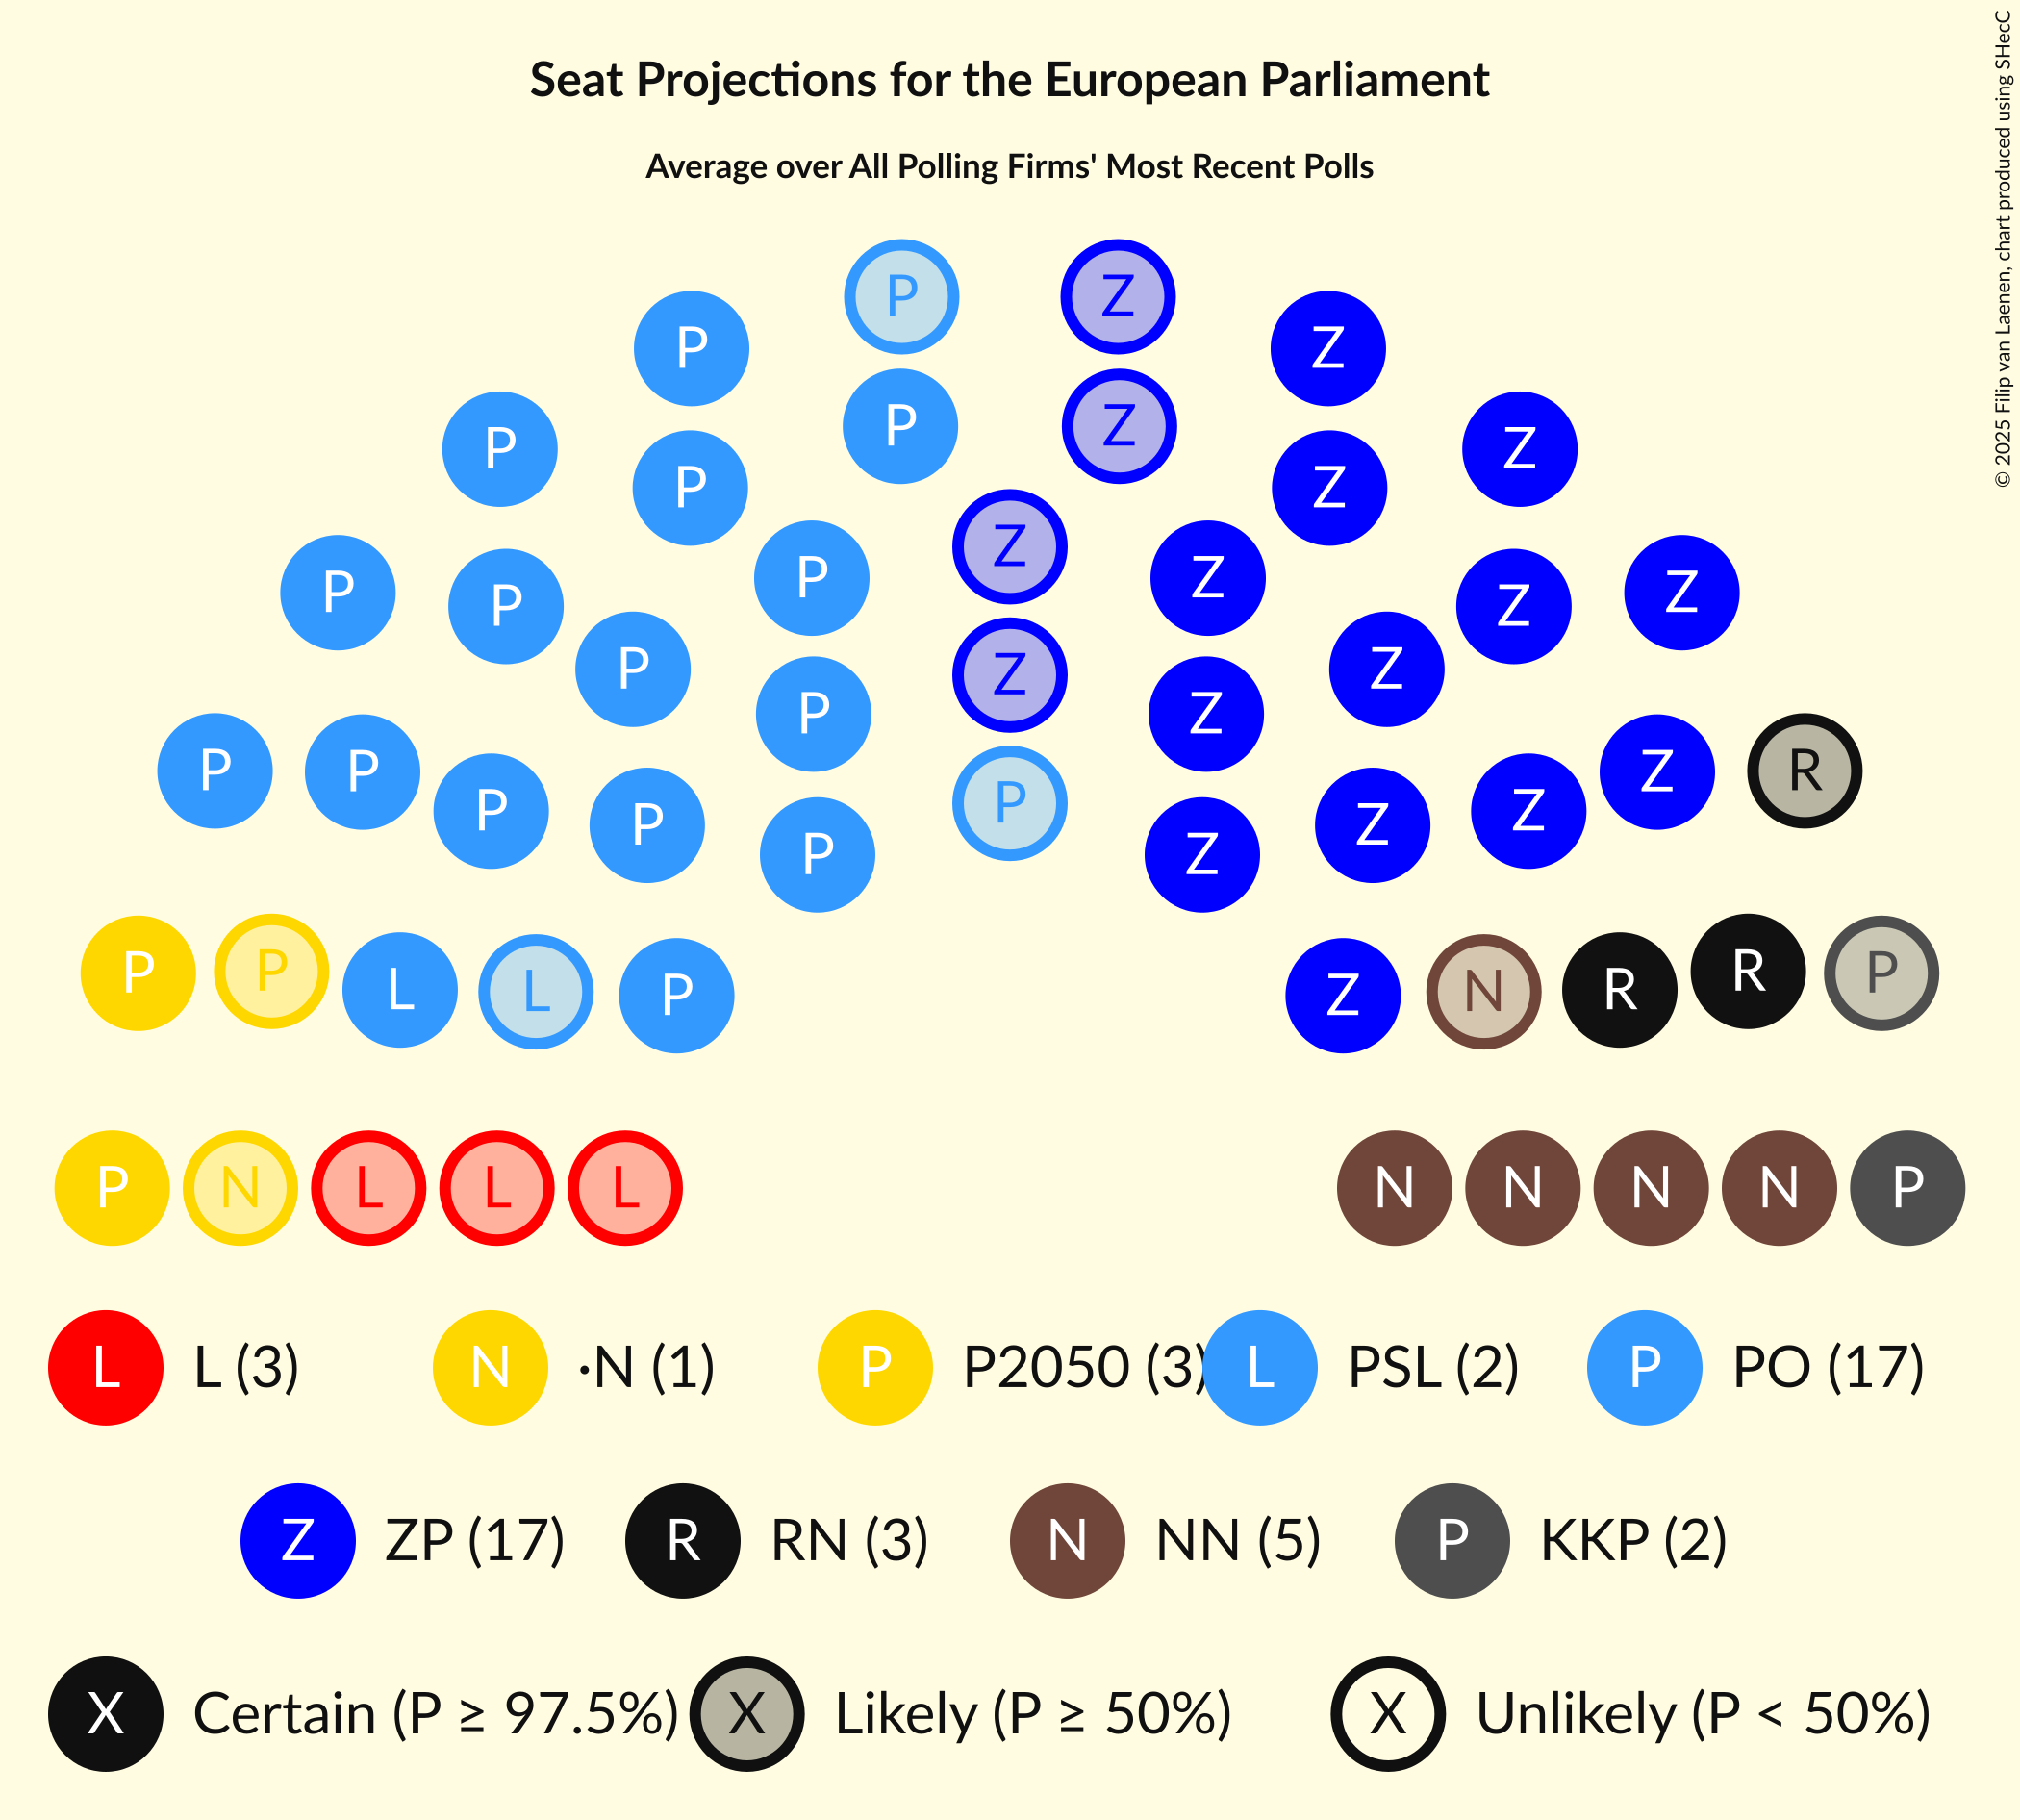 Seat Projections for the European Parliament
Average over All Polling Firms' Most Recent Polls
© 2025 Filip van Laenen, chart produced using SHecC
P Z
P Z
P Z
P Z
P Z
Z
P Z
P P Z Z
P Z
Z
P Z
P P R
P Z
P Z
P P Z Z
P Z
P P L L P Z N R R P
P N L L L N N N N P
L L (3) N ·N (1) P P2050 (3) L PSL (2) P PO (17)
Z ZP (17) R RN (3) N NN (5) P KKP (2)
X Certain (P ≥ 97.5%) X Likely (P ≥ 50%) X Unlikely (P < 50%)